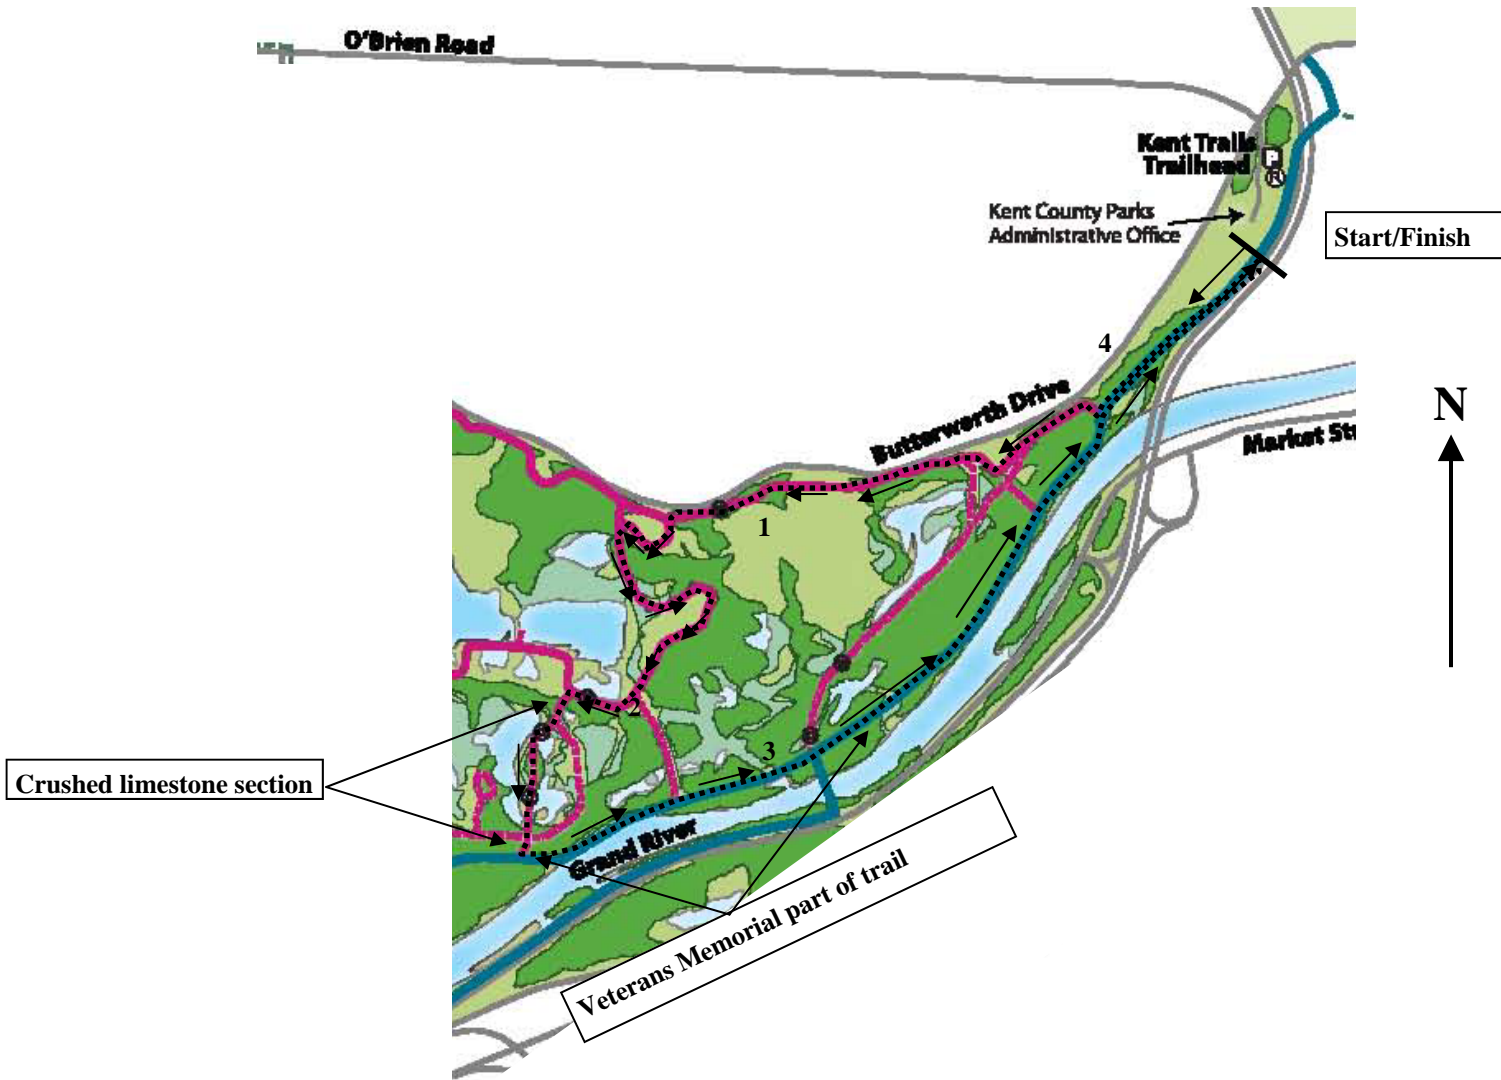 O'Brien Road
Kent Trails
Trailhead
R
Kent County Parks
Administrative Office
Start/Finish
4
Butterworth Drive
N
Market St
1
2
3
Crushed limestone section
Grand River
Veterans Memorial part of trail